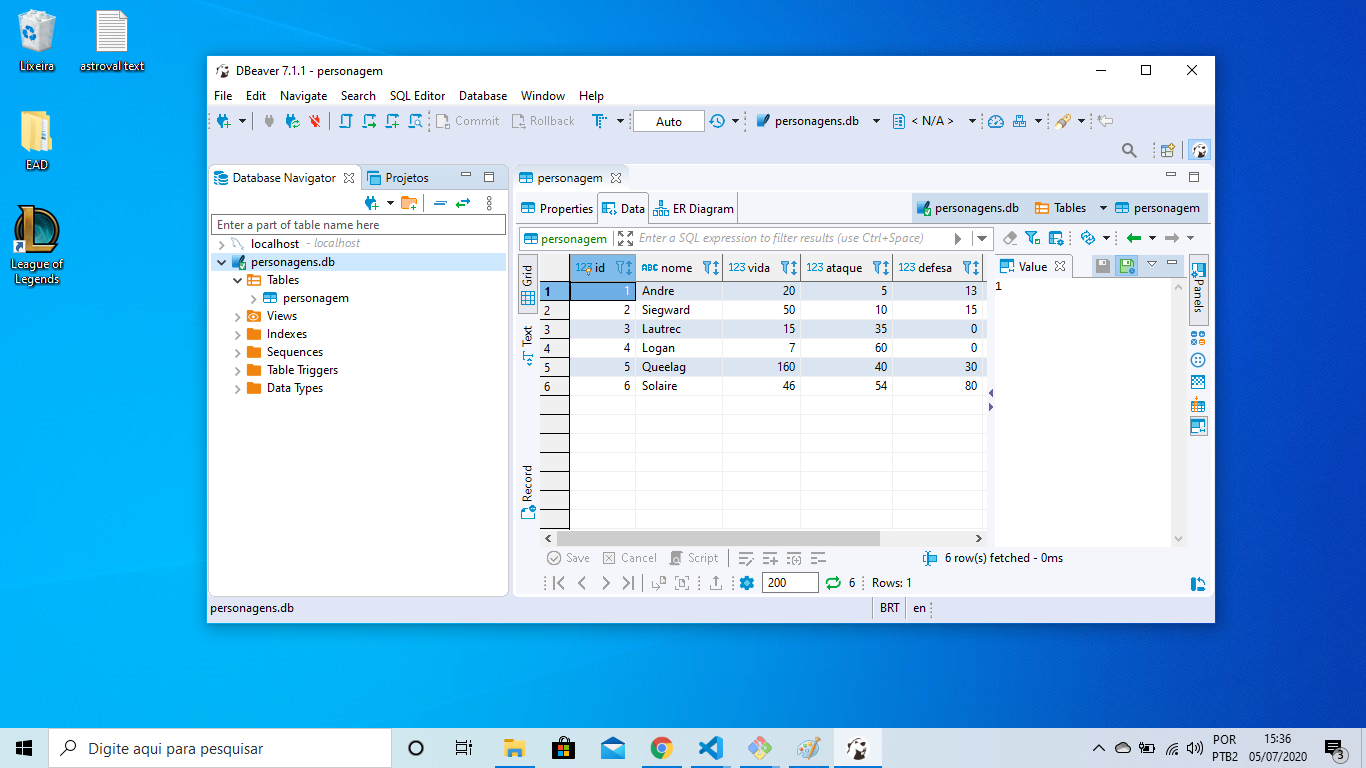 Lixeira
astroval text
EAD
League of
Legends
DBeaver 7.1.1 - personagem
File Edit Navigate Search SQL Editor Database Window Help
Commit Rollback Auto personagens.db < N/A >
Database Navigator Projetos
Enter a part of table name here
localhost - localhost
personagens.db
Tables
personagem
Views
Indexes
Sequences
Table Triggers
Data Types
personagem
Properties Data ER Diagram personagens.db Tables personagem
personagem Enter a SQL expression to filter results (use Ctrl+Space)
Grid
Text
Record
123 id ABC nome 123 vida 123 ataque 123 defesa
1 1 Andre 20 5 13
2 2 Siegward 50 10 15
3 3 Lautrec 15 35 0
4 4 Logan 7 60 0
5 5 Queelag 160 40 30
6 6 Solaire 46 54 80
Value
1
Panels
Save Cancel Script 6 row(s) fetched - 0ms
200 6 Rows: 1
personagens.db BRT en
Digite aqui para pesquisar
POR
PTB2
15:36
05/07/2020
3